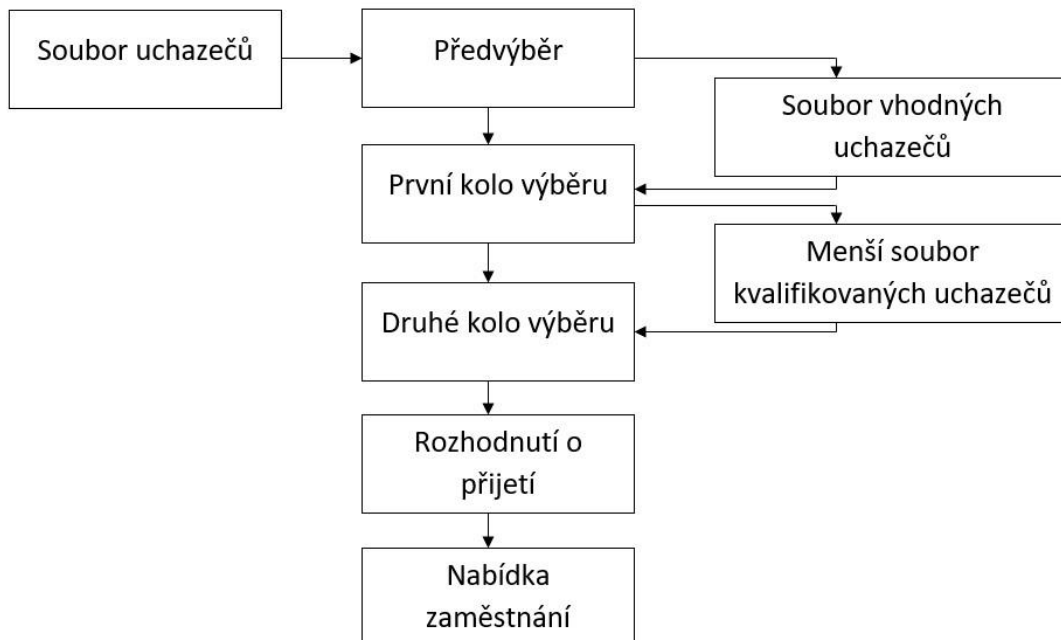 Soubor uchazečů
Předvýběr
Soubor vhodných
uchazečů
První kolo výběru
Menší soubor
kvalifikovaných uchazečů
Druhé kolo výběru
Rozhodnutí o
přijetí
Nabídka
zaměstnání